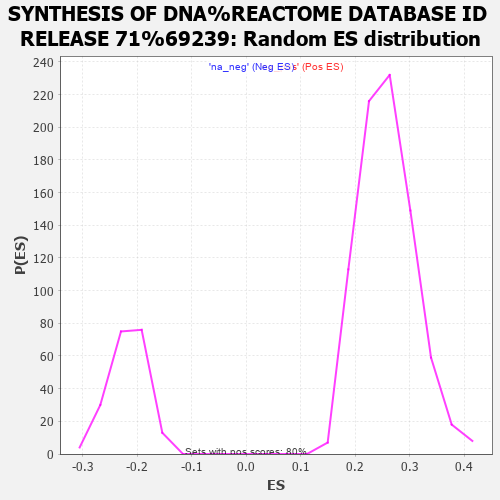 SYNTHESIS OF DNA%REACTOME DATABASE ID
RELEASE 71%69239: Random ES distribution
'na_neg' (Neg ES) s' (Pos ES)
240
220
200
180
160
140
120
100
80
60
40
20
0
P(ES)
Sets with pos scores: 80%
-0.3 -0.2 -0.1 0.0 0.1 0.2 0.3 0.4
ES